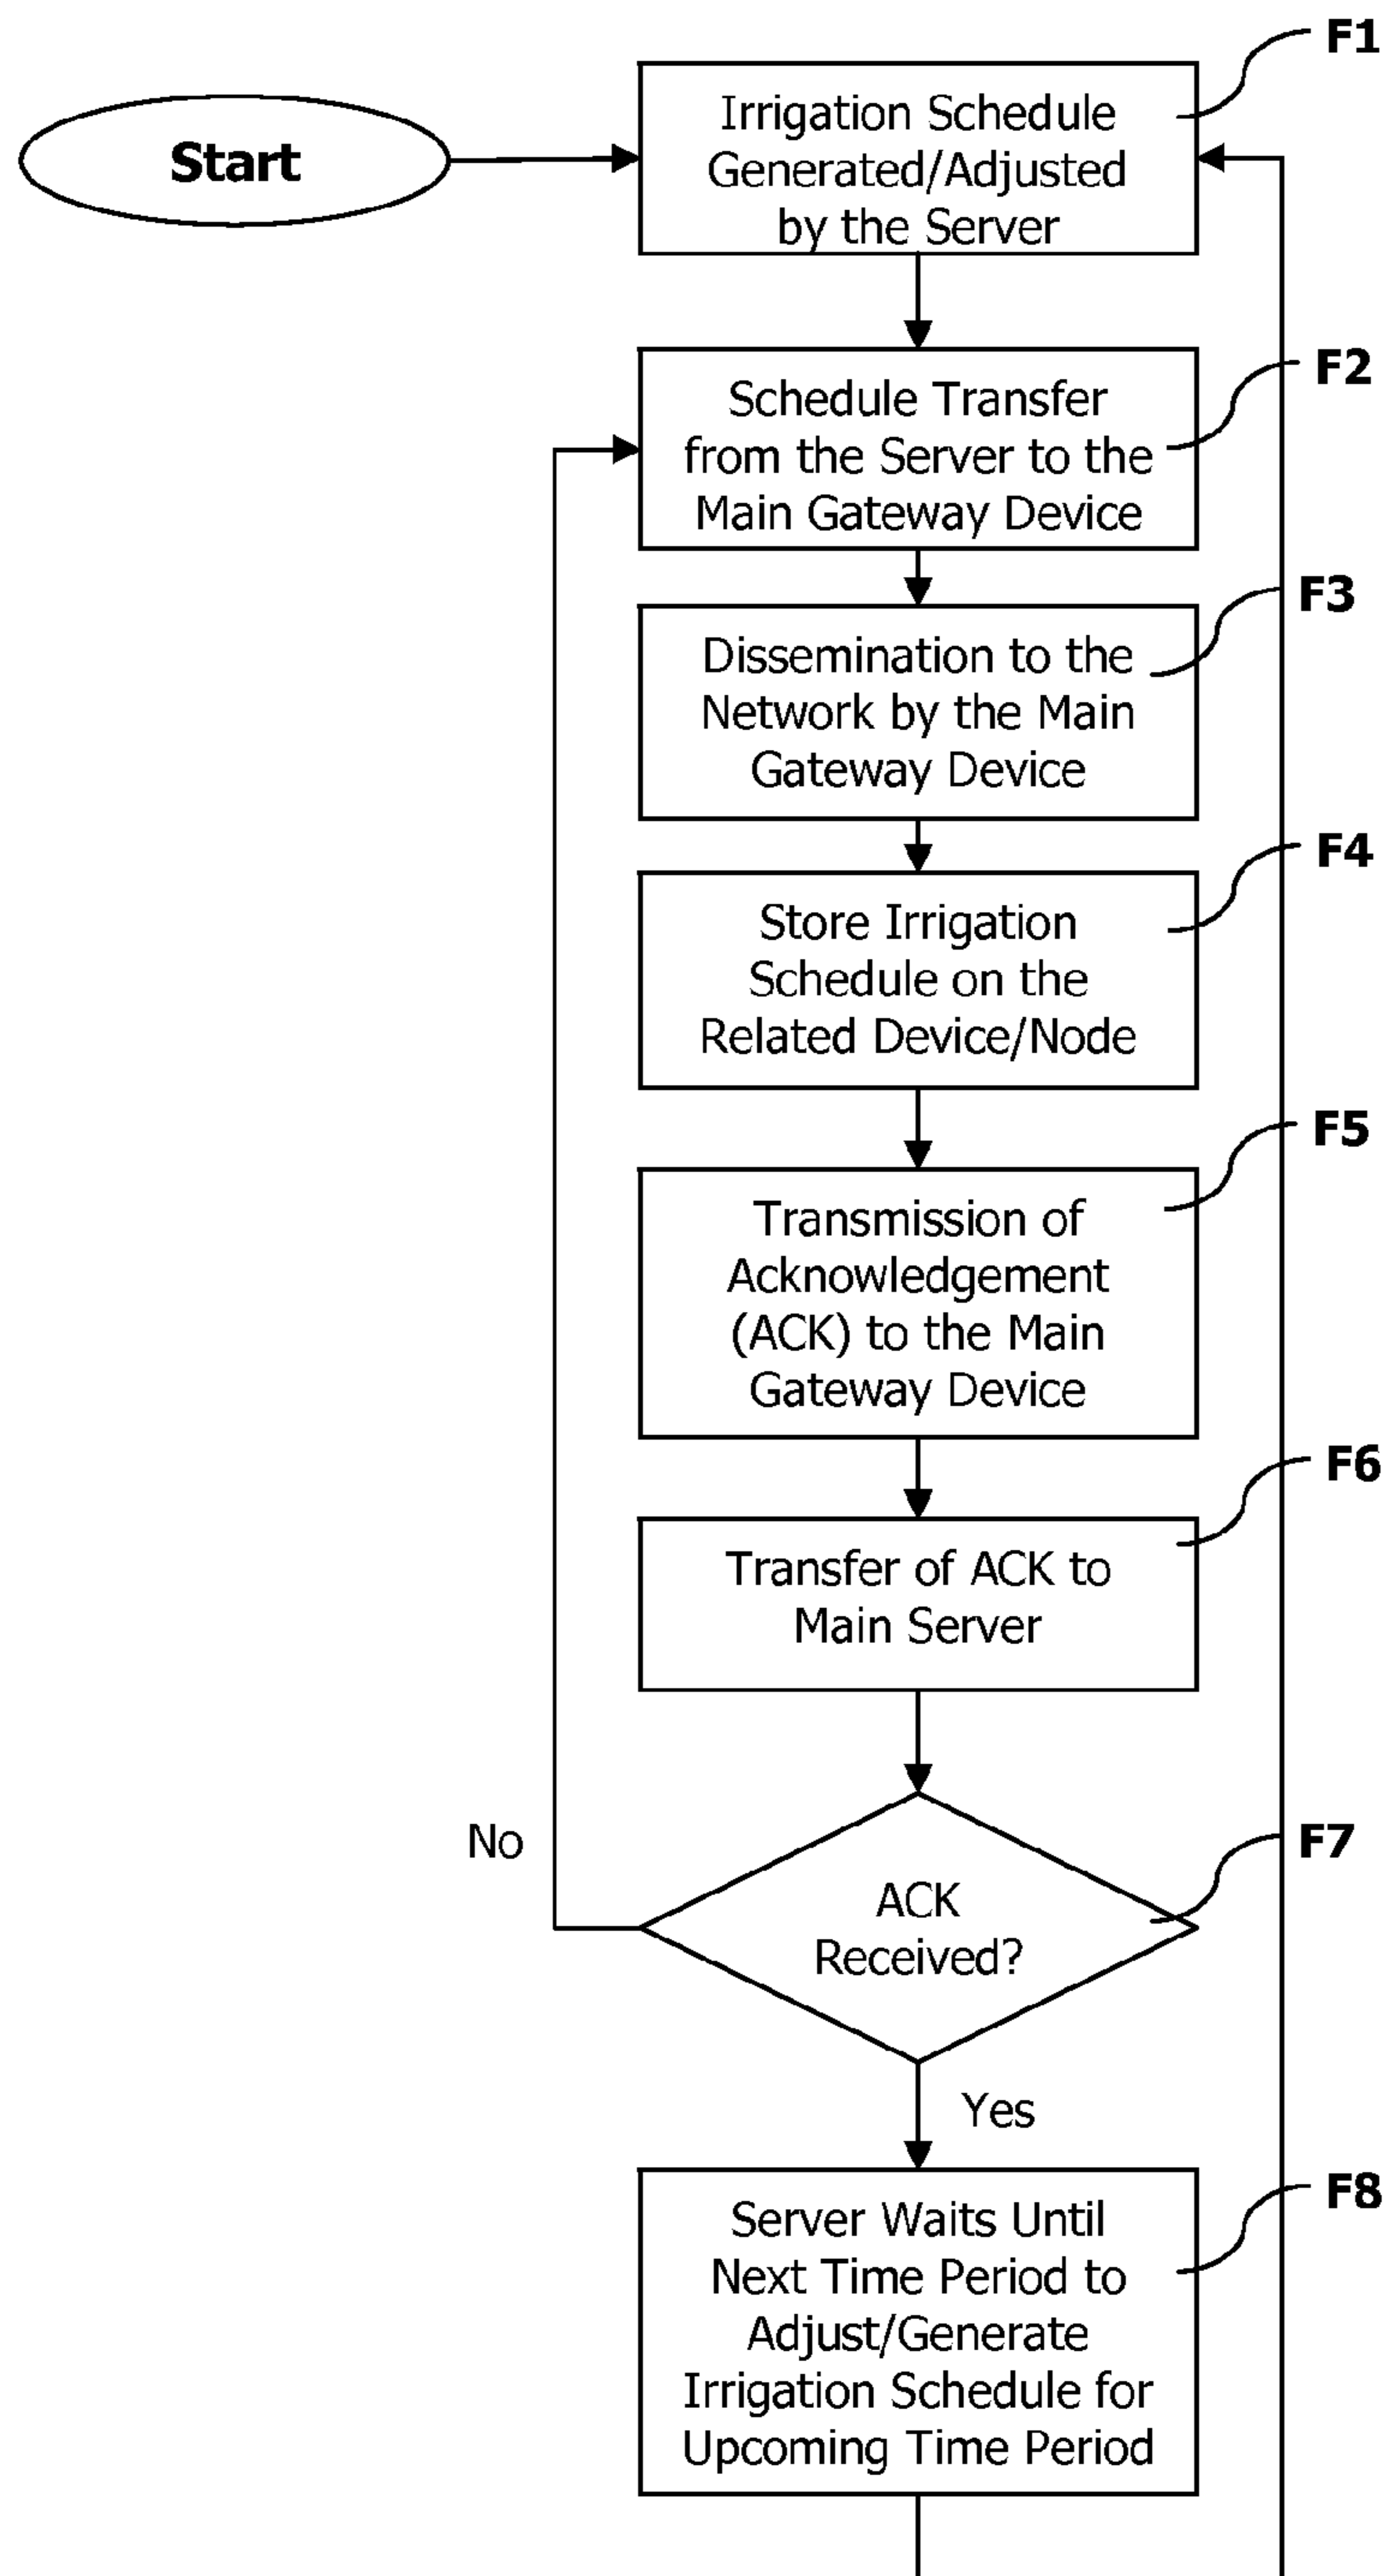 F1
Start
Irrigation Schedule
Generated/Adjusted
by the Server
F2
Schedule Transfer
from the Server to the
Main Gateway Device
F3
Dissemination to the
Network by the Main
Gateway Device
F4
Store Irrigation
Schedule on the
Related Device/Node
F5
Transmission of
Acknowledgement
(ACK) to the Main
Gateway Device
F6
Transfer of ACK to
Main Server
No
F7
ACK
Received?
Yes
F8
Server Waits Until
Next Time Period to
Adjust/Generate
Irrigation Schedule for
Upcoming Time Period